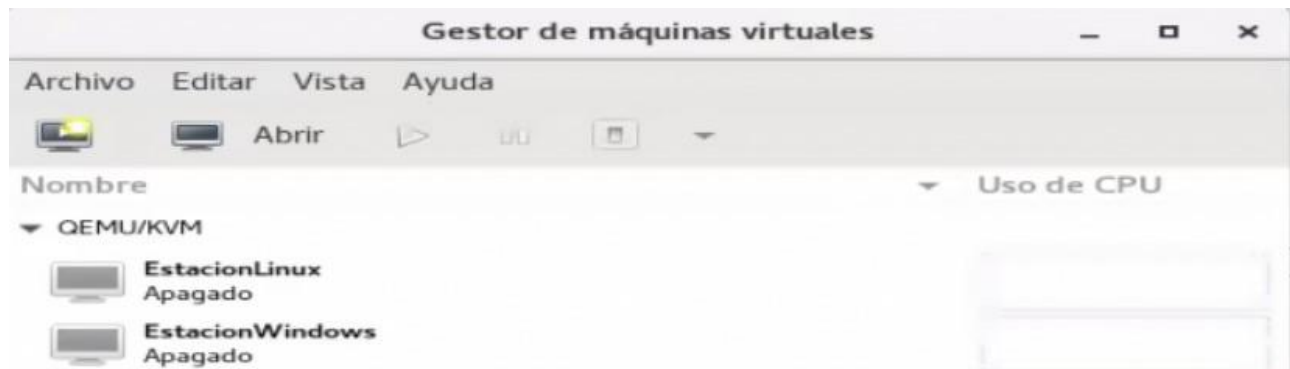 Gestor de máquinas virtuales
Archivo Editar Vista Ayuda
Abrir
Nombre Uso de CPU
QEMU/KVM
EstacionLinux
Apagado
EstacionWindows
Apagado